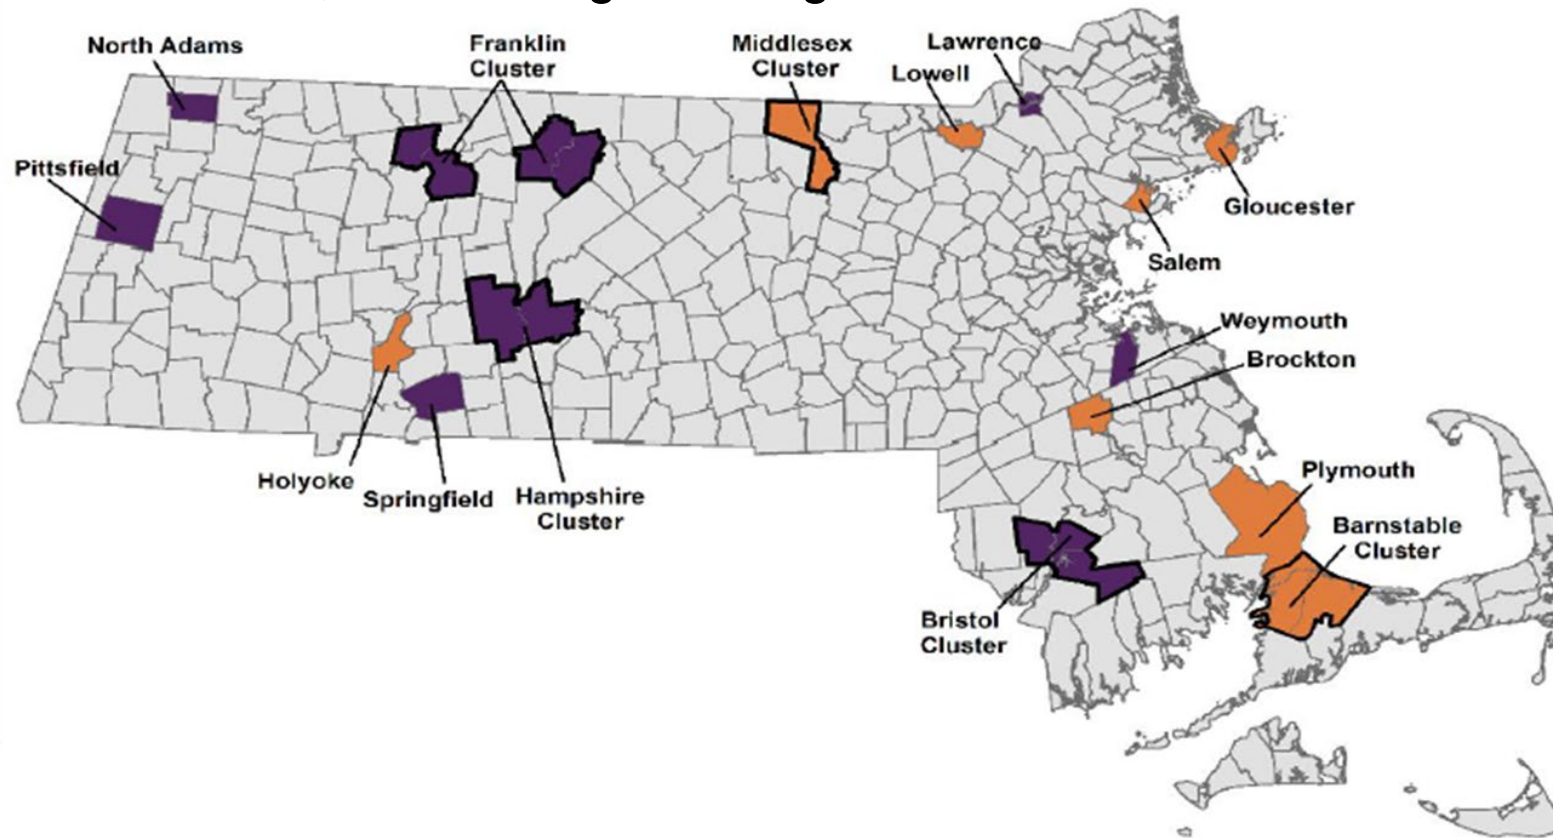 North Adams
Franklin
Cluster
Middlesex
Cluster
Lawrence
Lowell
Pittsfield
Gloucester
Salem
Weymouth
Brockton
Holyoke
Springfield
Hampshire
Cluster
Plymouth
Barnstable
Cluster
Bristol
Cluster